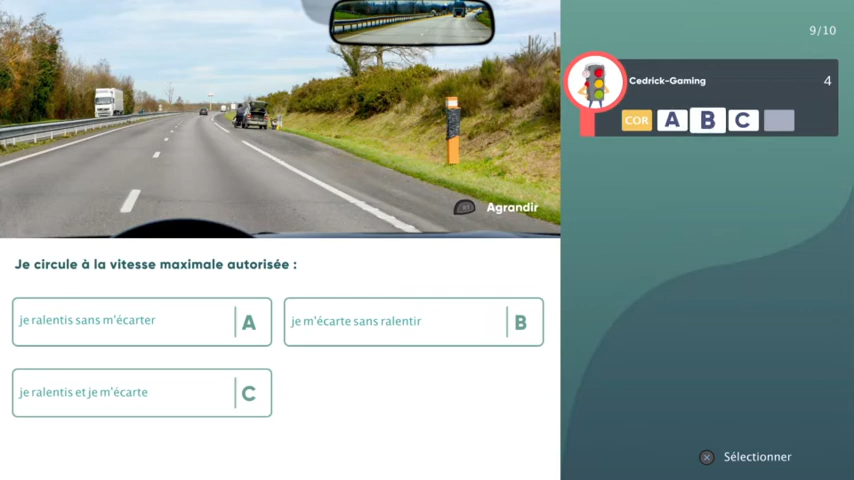 9/10
Cedrick-Gaming
4
COR A B C
Agrandir
Je circule à la vitesse maximale autorisée :
je ralentis sans m'écarter
A
je m'écarte sans ralentir
B
je ralentis et je m'écarte
C
Sélectionner